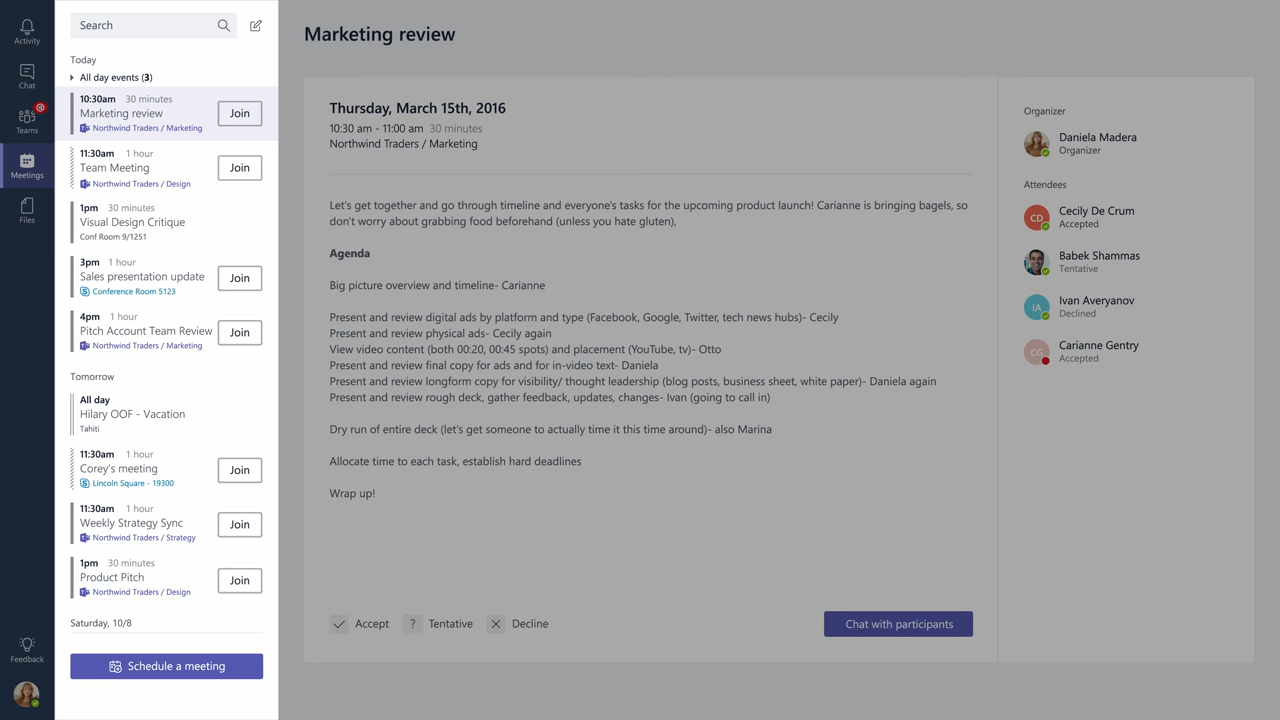 Activity
Chat
@
Teams
Meetings
Files
Feedback
Search
Today
All day events (3)
10:30am 30 minutes
Marketing review
Northwind Traders / Marketing
Join
11:30am 1 hour
Team Meeting
Northwind Traders / Design
Join
1pm 30 minutes
Visual Design Critique
Conf Room 9/1251
3pm 1 hour
Sales presentation update
Conference Room 5123
Join
4pm 1 hour
Pitch Account Team Review
Northwind Traders / Marketing
Join
Tomorrow
All day
Hilary OOF - Vacation
Tahiti
11:30am 1 hour
Corey's meeting
Lincoln Square - 19300
Join
11:30am 1 hour
Weekly Strategy Sync
Northwind Traders / Strategy
Join
1pm 30 minutes
Product Pitch
Northwind Traders / Design
Join
Saturday, 10/8
Schedule a meeting
Marketing review
Thursday, March 15th, 2016
10:30 am - 11:00 am 30 minutes
Northwind Traders / Marketing
Let's get together and go through timeline and everyone's tasks for the upcoming product launch! Carianne is bringing bagels, so
don't worry about grabbing food beforehand (unless you hate gluten),
Agenda
Big picture overview and timeline- Carianne
Present and review digital ads by platform and type (Facebook, Google, Twitter, tech news hubs)- Cecily
Present and review physical ads- Cecily again
View video content (both 00:20, 00:45 spots) and placement (YouTube, tv)- Otto
Present and review final copy for ads and for in-video text- Daniela
Present and review longform copy for visibility/ thought leadership (blog posts, business sheet, white paper)- Daniela again
Present and review rough deck, gather feedback, updates, changes- Ivan (going to call in)
Dry run of entire deck (let's get someone to actually time it this time around)- also Marina
Allocate time to each task, establish hard deadlines
Wrap up!
Accept ? Tentative Decline
Chat with participants
Organizer
Daniela Madera
Organizer
Attendees
CD
Cecily De Crum
Accepted
Babek Shammas
Tentative
IA
Ivan Averyanov
Declined
CG
Carianne Gentry
Accepted